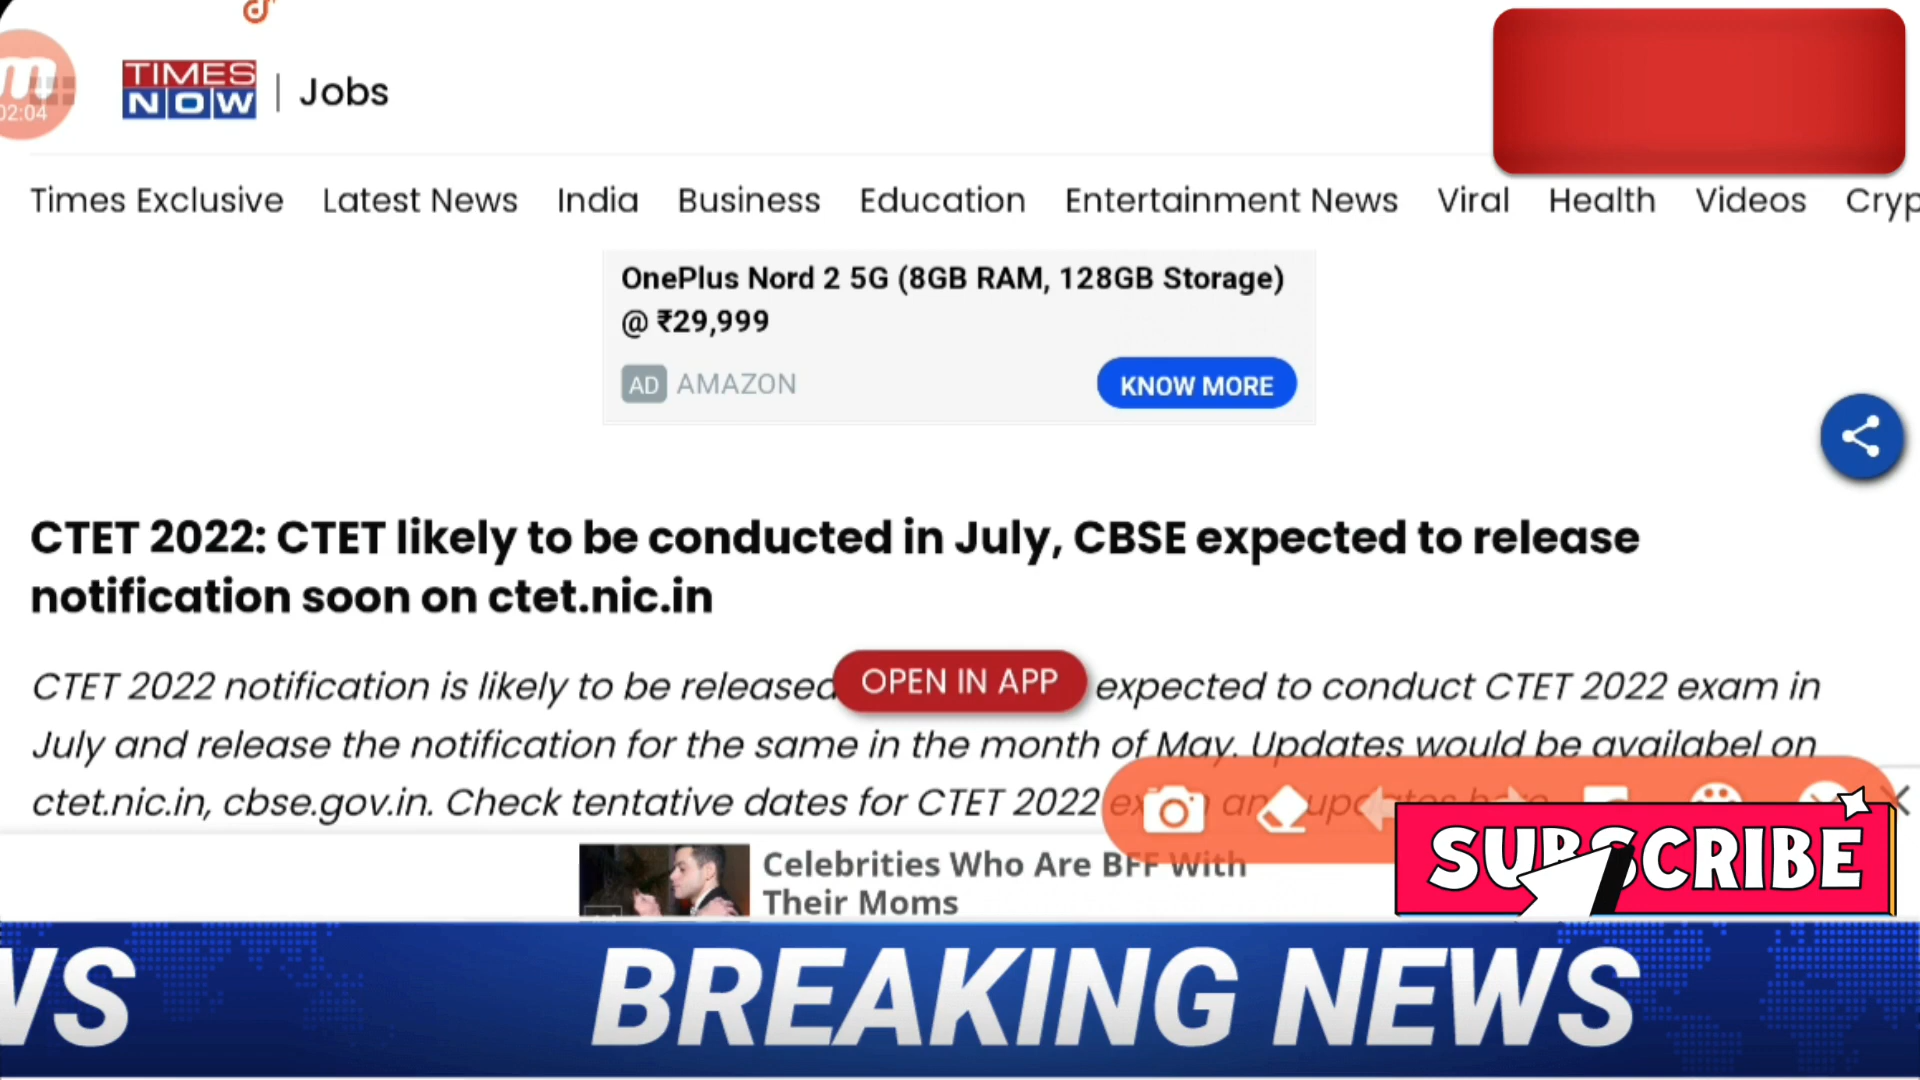 02:04
TIMES
NOW
Jobs
Times Exclusive Latest News India Business Education Entertainment News Viral Health Videos Cryp
OnePlus Nord 2 5G (8GB RAM, 128GB Storage)
@ ₹29,999
AD AMAZON
KNOW MORE
CTET 2022: CTET likely to be conducted in July, CBSE expected to release
notification soon on ctet.nic.in
CTET 2022 notification is likely to be released OPEN IN APP expected to conduct CTET 2022 exam in
July and release the notification for the same in the month of May. Updates would be availabel on
ctet.nic.in, cbse.gov.in. Check tentative dates for CTET 2022
SUBSCRIBE
Celebrities Who Are BFF With
Their Moms
WS BREAKING NEWS